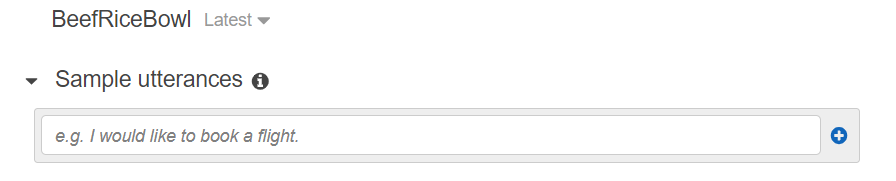 BeefRiceBowl Latest
Sample utterances
e.g. I would like to book a flight.